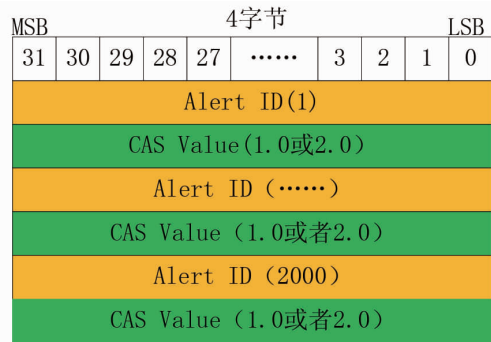 MSB 4字节 LSB
31 30 29 28 27 …… 3 2 1 0
Alert ID(1)
CAS Value(1.0或2.0)
Alert ID (……)
CAS Value (1.0或者2.0)
Alert ID (2000)
CAS Value (1.0或者2.0)